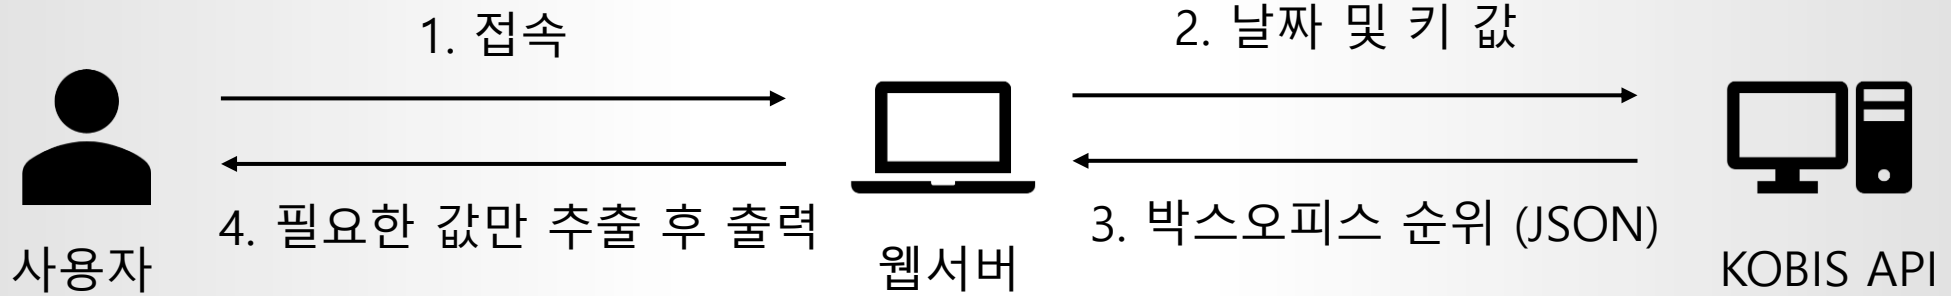 1. 접속
2. 날짜 및 키 값
4. 필요한 값만 추출 후 출력
3. 박스오피스 순위 (JSON)
사용자
웹서버
KOBIS API